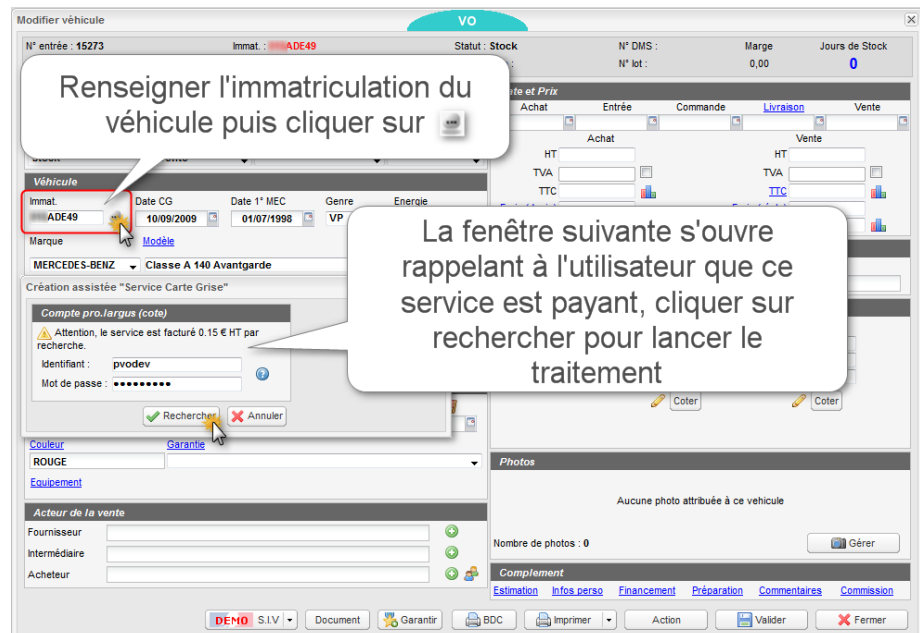 Modifier véhicule
VO
N° entrée : 15273 Immat. : ADE49 Statut : Stock N° DMS : Marge Jours de Stock
N° lot : 0,00 0
Renseigner l'immatriculation du
véhicule puis cliquer sur
te et Prix
Achat Entrée Commande Livraison Vente
Achat Vente
HT HT
TVA TVA
TTC TTC
Véhicule
Immat. Date CG Date 1° MEC Genre Energie
ADE49 10/09/2009 01/07/1998 VP
Marque Modèle
MERCEDES-BENZ Classe A 140 Avantgarde
La fenêtre suivante s'ouvre
rappelant à l'utilisateur que ce
service est payant, cliquer sur
rechercher pour lancer le
traitement
Création assistée "Service Carte Grise"
Compte pro.largus (cote)
Attention, le service est facturé 0.15 € HT par
recherche.
Identifiant : pvodev
Mot de passe : •••••••••
Rechercher Annuler
Coter Coter
Couleur Garantie
ROUGE
Equipement
Photos
Aucune photo attribuée à ce vehicule
Nombre de photos : 0 Gérer
Acteur de la vente
Fournisseur
Intermédiaire
Acheteur
Complement
Estimation Infos perso Financement Préparation Commentaires Commission
DEMO S.I.V Document Garantir BDC Imprimer Action Valider Fermer